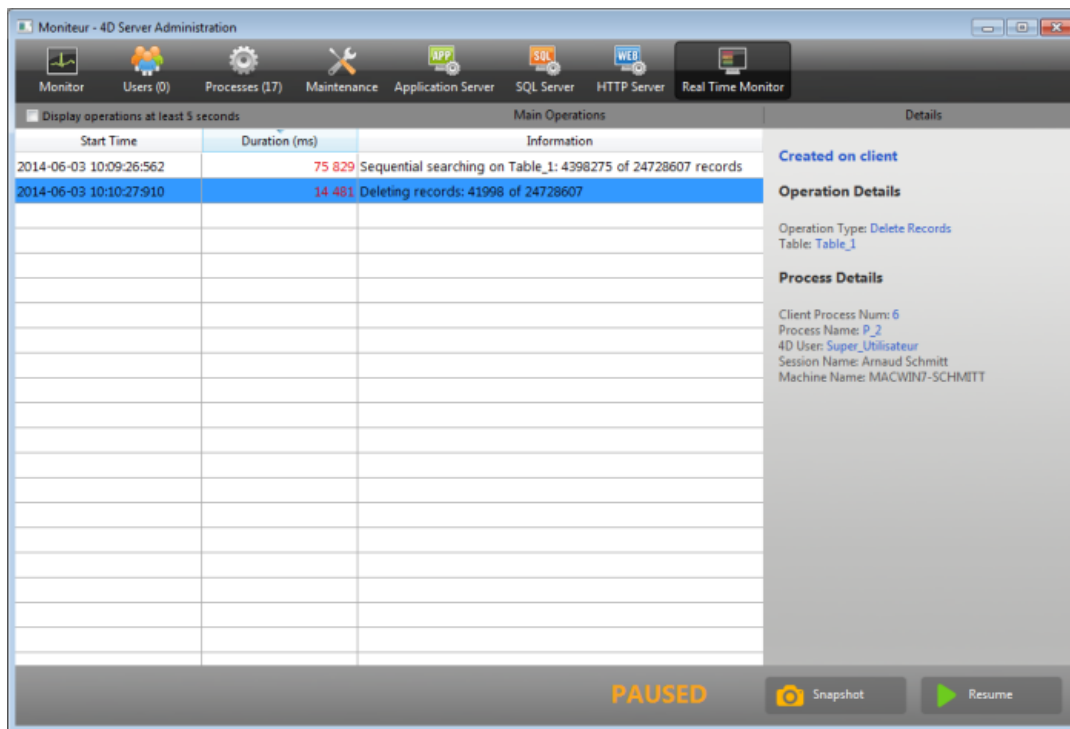 Moniteur - 4D Server Administration
APP SQL WEB
Monitor Users (0) Processes (17) Maintenance Application Server SQL Server HTTP Server Real Time Monitor
Display operations at least 5 seconds Main Operations Details
Start Time Duration (ms) Information
2014-06-03 10:09:26:562 75 829 Sequential searching on Table_1: 4398275 of 24728607 records
2014-06-03 10:10:27:910 14 481 Deleting records: 41998 of 24728607
Created on client
Operation Details
Operation Type: Delete Records
Table: Table_1
Process Details
Client Process Num: 6
Process Name: P_2
4D User: Super_Utilisateur
Session Name: Arnaud Schmitt
Machine Name: MACWIN7-SCHMITT
PAUSED Snapshot Resume